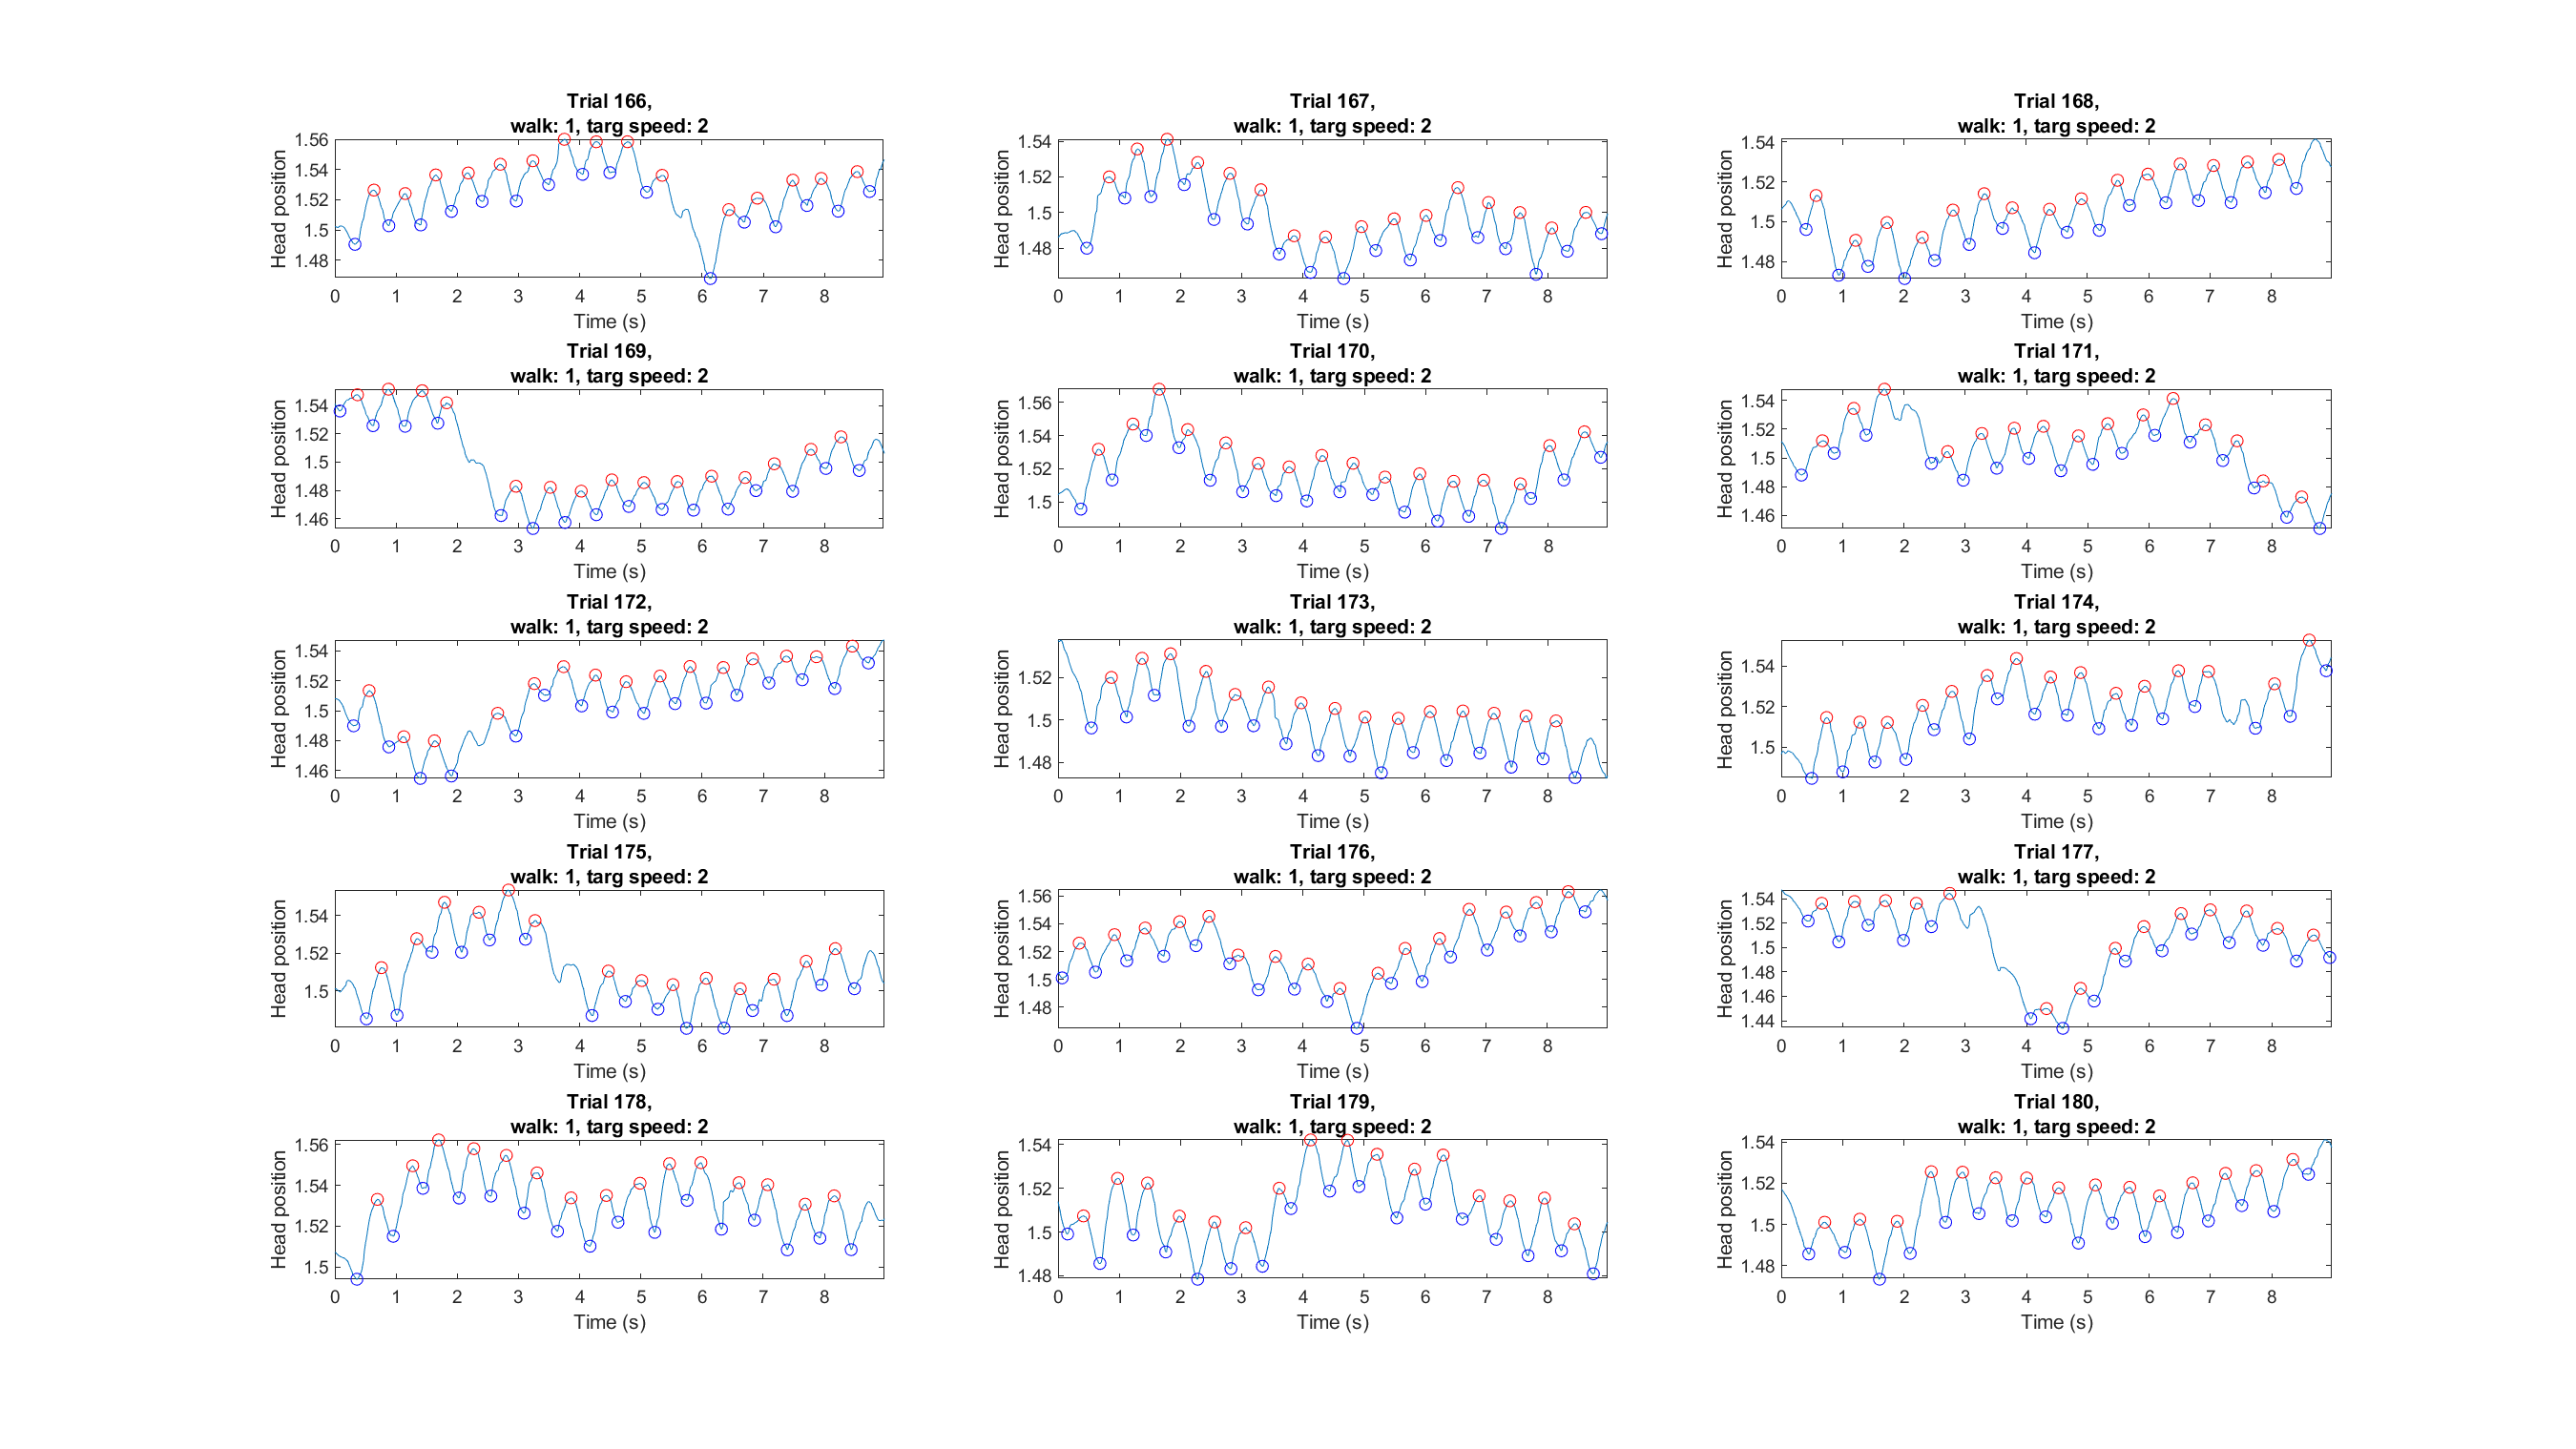 Trial 166,
walk: 1, targ speed: 2
1.56
1.54
1.52
1.5
1.48
Head position
0 1 2 3 4 5 6 7 8
Time (s)
Trial 167,
walk: 1, targ speed: 2
1.54
1.52
1.5
1.48
Head position
0 1 2 3 4 5 6 7 8
Time (s)
Trial 168,
walk: 1, targ speed: 2
1.54
1.52
1.5
1.48
Head position
0 1 2 3 4 5 6 7 8
Time (s)
Trial 169,
walk: 1, targ speed: 2
1.54
1.52
1.5
1.48
1.46
Head position
0 1 2 3 4 5 6 7 8
Time (s)
Trial 170,
walk: 1, targ speed: 2
1.56
1.54
1.52
1.5
Head position
0 1 2 3 4 5 6 7 8
Time (s)
Trial 171,
walk: 1, targ speed: 2
1.54
1.52
1.5
1.48
1.46
Head position
0 1 2 3 4 5 6 7 8
Time (s)
Trial 172,
walk: 1, targ speed: 2
1.54
1.52
1.5
1.48
1.46
Head position
0 1 2 3 4 5 6 7 8
Time (s)
Trial 173,
walk: 1, targ speed: 2
1.52
1.5
1.48
Head position
0 1 2 3 4 5 6 7 8
Time (s)
Trial 174,
walk: 1, targ speed: 2
1.54
1.52
1.5
Head position
0 1 2 3 4 5 6 7 8
Time (s)
Trial 175,
walk: 1, targ speed: 2
1.54
1.52
1.5
Head position
0 1 2 3 4 5 6 7 8
Time (s)
Trial 176,
walk: 1, targ speed: 2
1.56
1.54
1.52
1.5
1.48
Head position
0 1 2 3 4 5 6 7 8
Time (s)
Trial 177,
walk: 1, targ speed: 2
1.54
1.52
1.5
1.48
1.46
1.44
Head position
0 1 2 3 4 5 6 7 8
Time (s)
Trial 178,
walk: 1, targ speed: 2
1.56
1.54
1.52
1.5
Head position
0 1 2 3 4 5 6 7 8
Time (s)
Trial 179,
walk: 1, targ speed: 2
1.54
1.52
1.5
1.48
Head position
0 1 2 3 4 5 6 7 8
Time (s)
Trial 180,
walk: 1, targ speed: 2
1.54
1.52
1.5
1.48
Head position
0 1 2 3 4 5 6 7 8
Time (s)